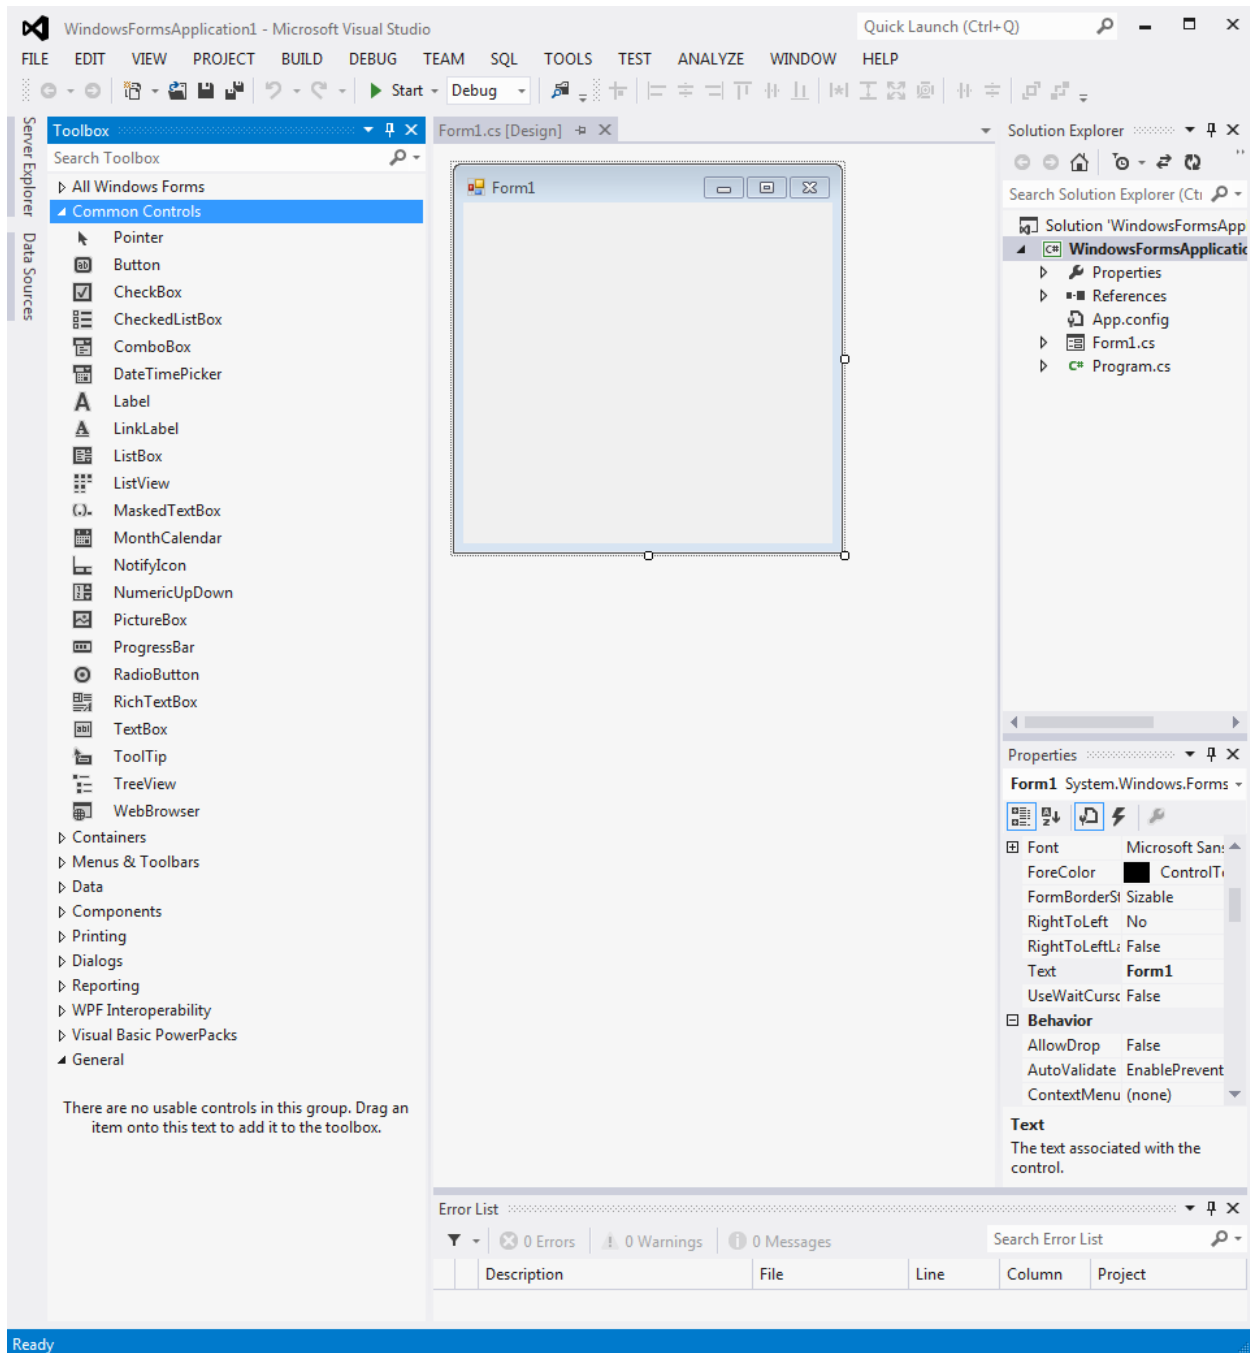 WindowsFormsApplication1 - Microsoft Visual Studio
Quick Launch (Ctrl+Q)
FILE EDIT VIEW PROJECT BUILD DEBUG TEAM SQL TOOLS TEST ANALYZE WINDOW HELP
Start Debug
Server Explorer
Data Sources
Toolbox
Search Toolbox
All Windows Forms
Common Controls
Pointer
Button
CheckBox
CheckedListBox
ComboBox
DateTimePicker
Label
LinkLabel
ListBox
ListView
MaskedTextBox
MonthCalendar
NotifyIcon
NumericUpDown
PictureBox
ProgressBar
RadioButton
RichTextBox
TextBox
ToolTip
TreeView
WebBrowser
Containers
Menus & Toolbars
Data
Components
Printing
Dialogs
Reporting
WPF Interoperability
Visual Basic PowerPacks
General
There are no usable controls in this group. Drag an
item onto this text to add it to the toolbox.
Form1.cs [Design]
Form1
Solution Explorer
Search Solution Explorer (Ctr
Solution 'WindowsFormsApp
WindowsFormsApplicatic
Properties
References
App.config
Form1.cs
C# Program.cs
Properties
Form1 System.Windows.Forms
Font Microsoft Sans
ForeColor ControlTe
FormBorderSt Sizable
RightToLeft No
RightToLeftLa False
Text Form1
UseWaitCursc False
Behavior
AllowDrop False
AutoValidate EnablePrevent
ContextMenu (none)
Text
The text associated with the
control.
Error List
0 Errors 0 Warnings 0 Messages
Search Error List
Description File Line Column Project
Ready